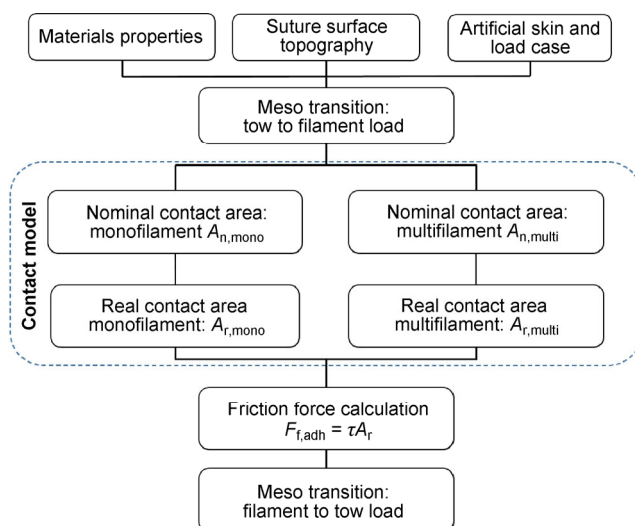 Materials properties
Suture surface
topography
Artificial skin and
load case
Meso transition:
tow to filament load
Contact model
Nominal contact area:
monofilament Aₙ,mono
Nominal contact area:
multifilament Aₙ,multi
Real contact area
monofilament: Aᵣ,mono
Real contact area
multifilament: Aᵣ,multi
Friction force calculation
F_f,adh = τAᵣ
Meso transition:
filament to tow load